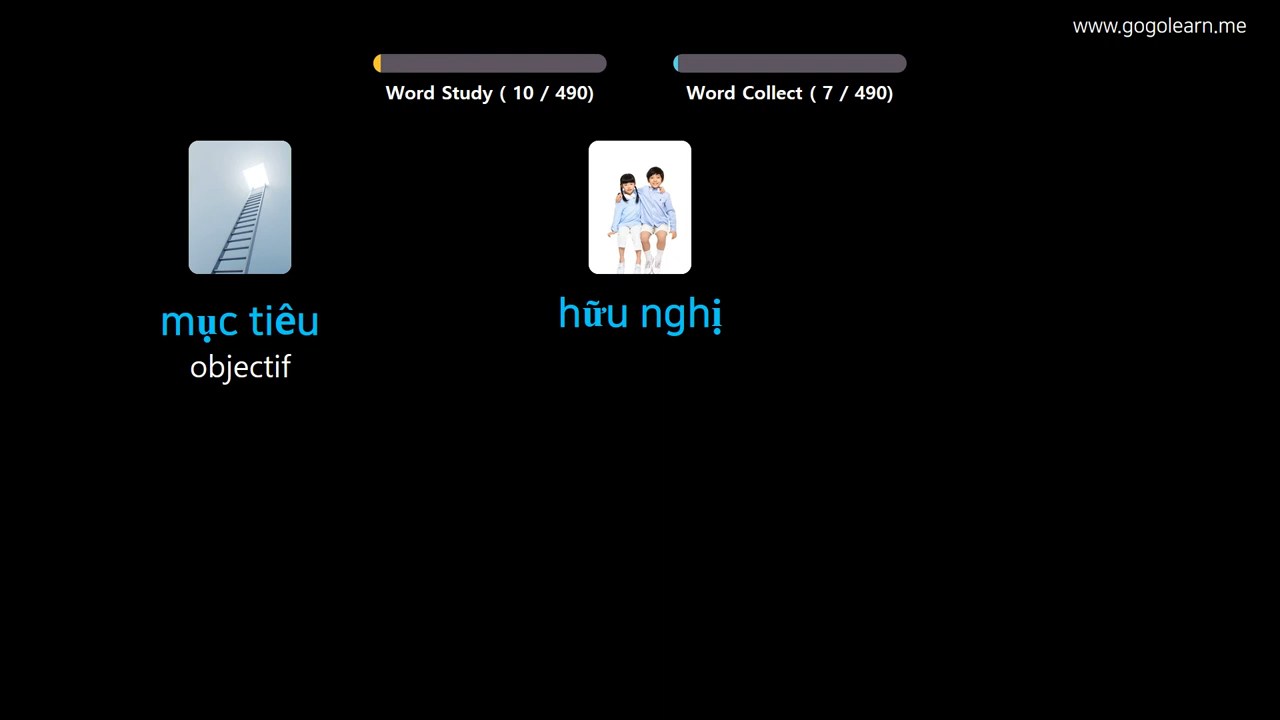 www.gogolearn.me
Word Study ( 10 / 490)
Word Collect ( 7 / 490)
mục tiêu
objectif
hữu nghị